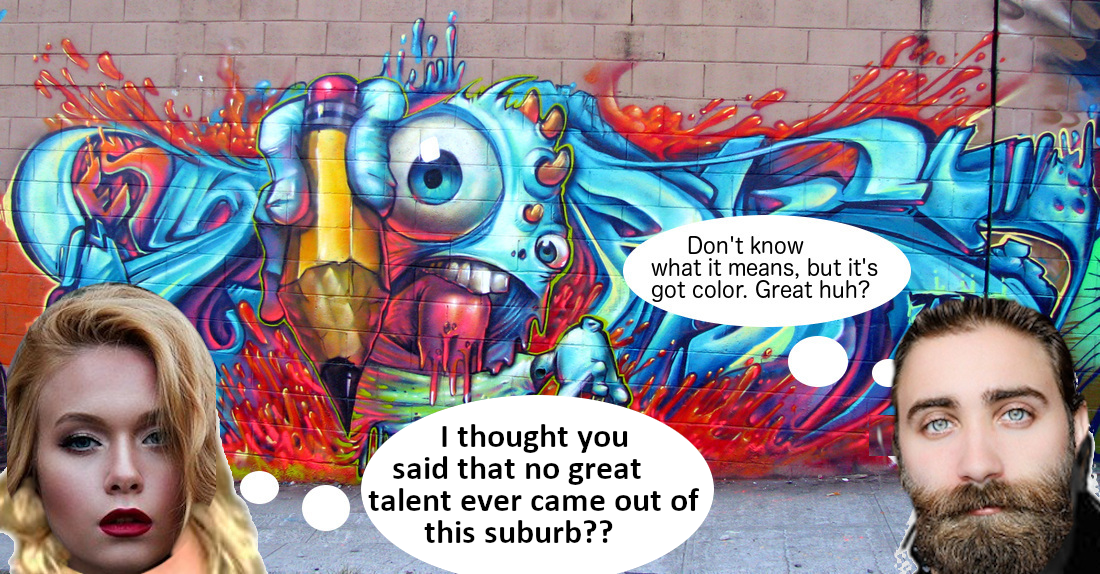 Don't know
what it means, but it's
got color. Great huh?
I thought you
said that no great
talent ever came out of
this suburb??